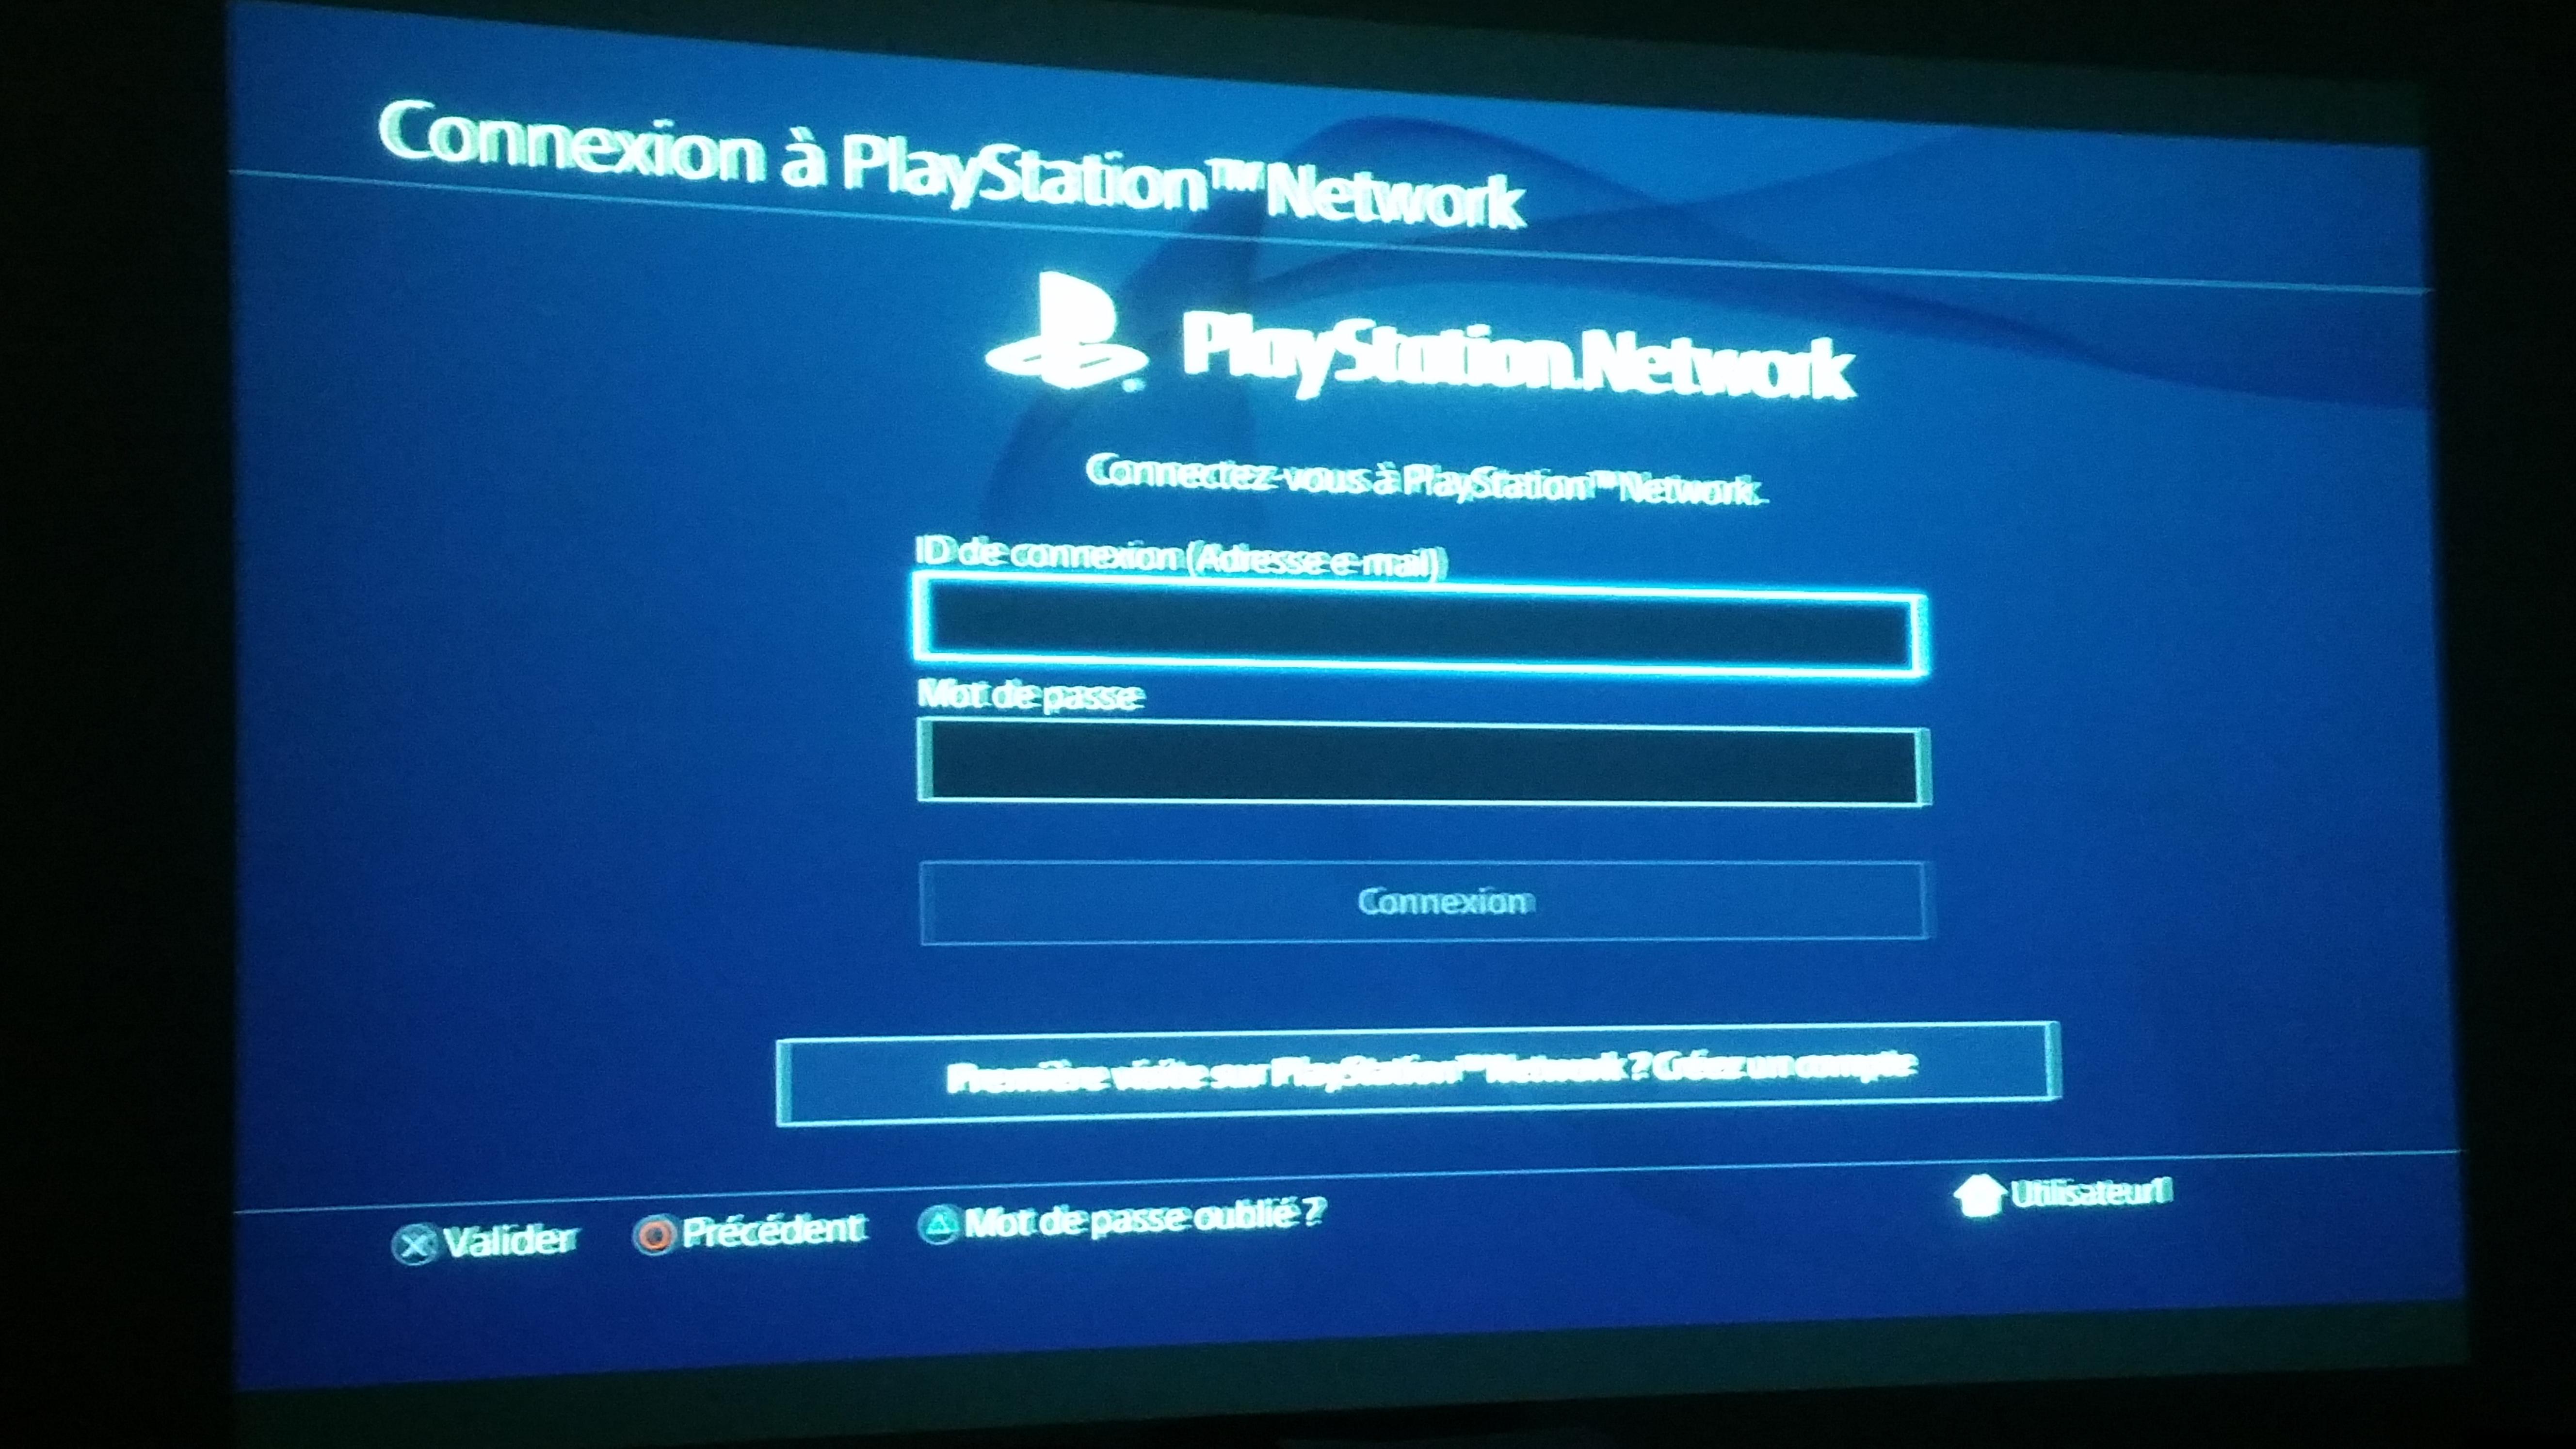 Connexion à PlayStation™Network
PlayStation.Network
Connectez-vous à PlayStation™Network.
ID de connexion (Adresse e-mail)
Mot de passe
Connexion
Première visite sur PlayStation™Network ? Créez un compte
Valider Précédent Mot de passe oublié ? Utilisateur1